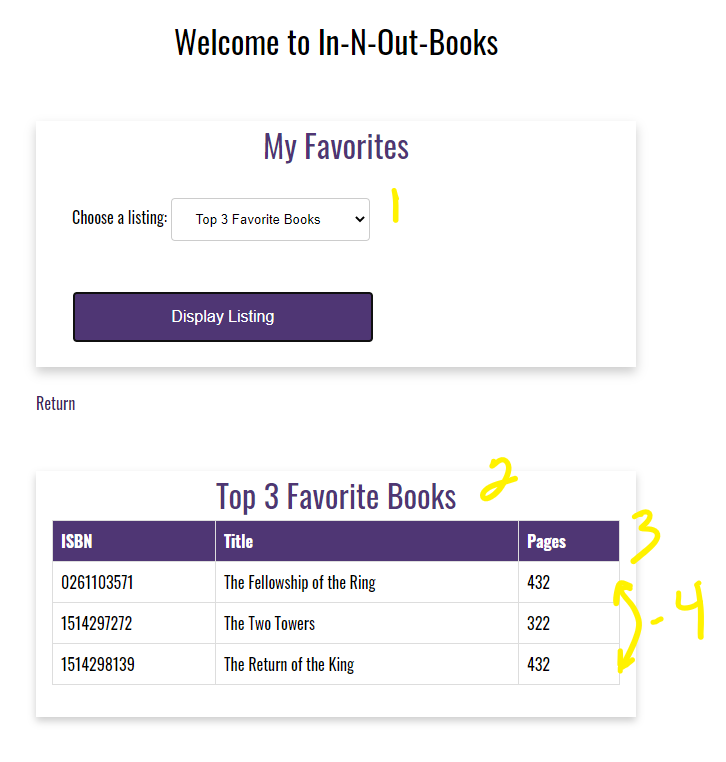 Welcome to In-N-Out-Books
My Favorites
Choose a listing: Top 3 Favorite Books 1
Display Listing
Return
Top 3 Favorite Books 2
ISBN Title Pages 3
0261103571 The Fellowship of the Ring 432
1514297272 The Two Towers 322 - 4
1514298139 The Return of the King 432